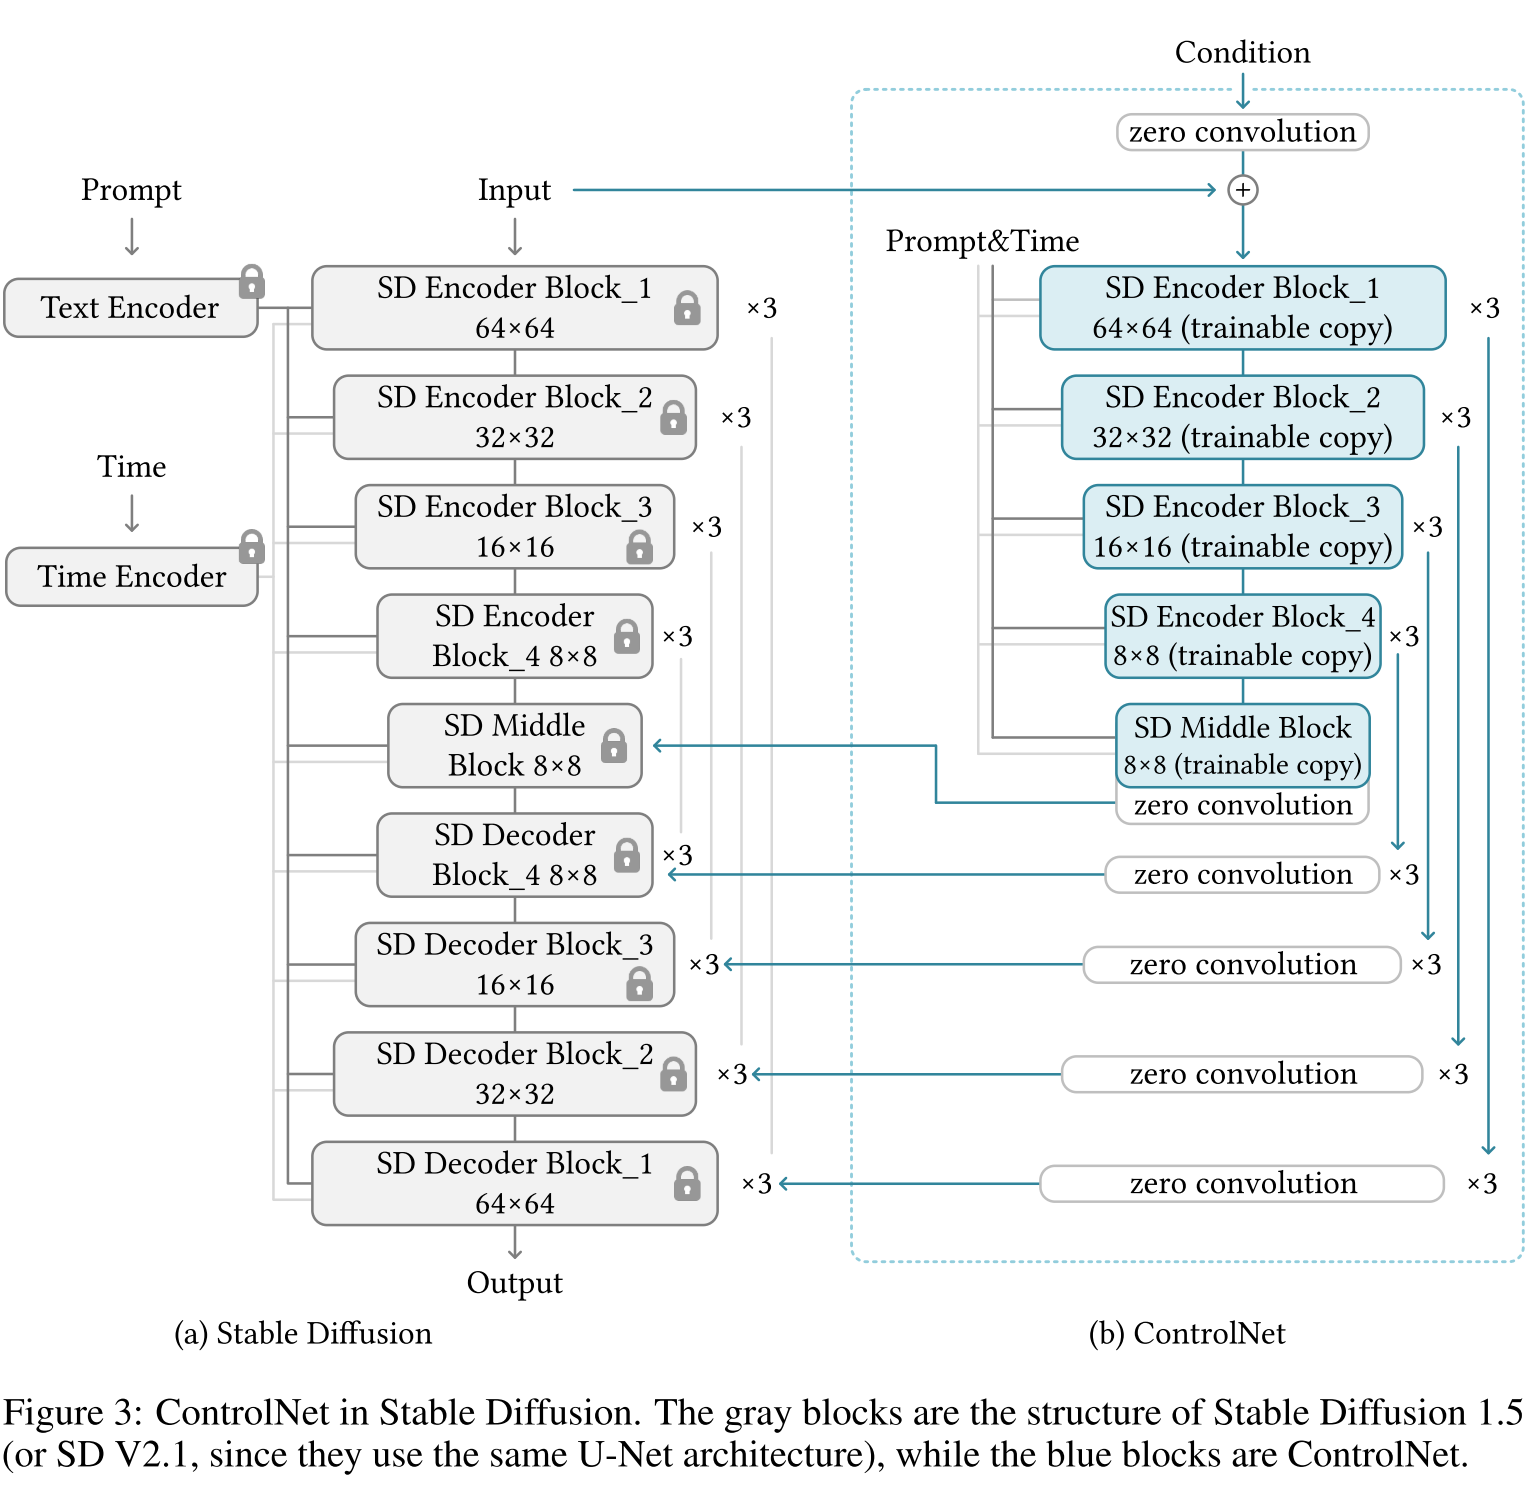 Condition
zero convolution
Prompt
Input
+
Prompt&Time
Text Encoder
SD Encoder Block_1
64×64
×3
SD Encoder Block_1
64×64 (trainable copy)
×3
SD Encoder Block_2
32×32
×3
SD Encoder Block_2
32×32 (trainable copy)
×3
Time
SD Encoder Block_3
16×16
×3
SD Encoder Block_3
16×16 (trainable copy)
×3
Time Encoder
SD Encoder
Block_4 8×8
×3
SD Encoder Block_4
8×8 (trainable copy)
×3
SD Middle
Block 8×8
SD Middle Block
8×8 (trainable copy)
zero convolution
SD Decoder
Block_4 8×8
×3
zero convolution
×3
SD Decoder Block_3
16×16
×3
zero convolution
×3
SD Decoder Block_2
32×32
×3
zero convolution
×3
SD Decoder Block_1
64×64
×3
zero convolution
×3
Output
(a) Stable Diffusion
(b) ControlNet
Figure 3: ControlNet in Stable Diffusion. The gray blocks are the structure of Stable Diffusion 1.5
(or SD V2.1, since they use the same U-Net architecture), while the blue blocks are ControlNet.